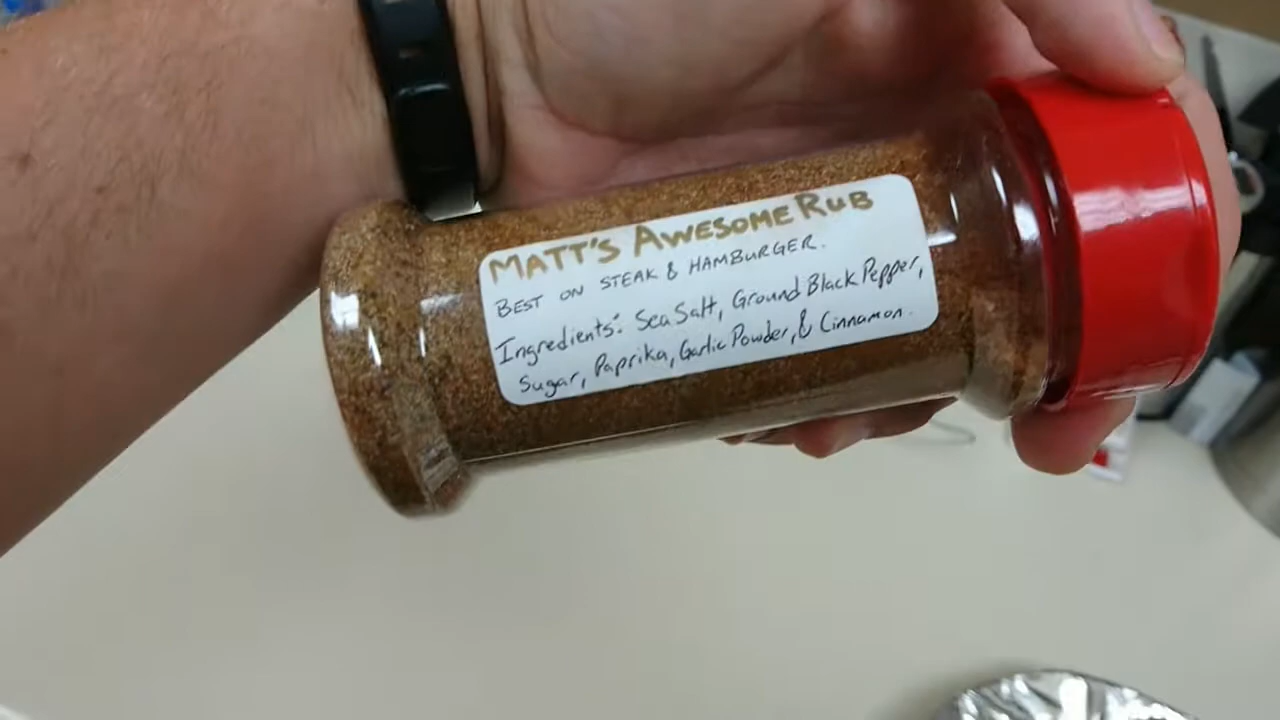 MATT'S AWESOME RUB
BEST ON STEAK & HAMBURGER.
Ingredients: Sea Salt, Ground Black Pepper,
Sugar, Paprika, Garlic Powder, & Cinnamon.